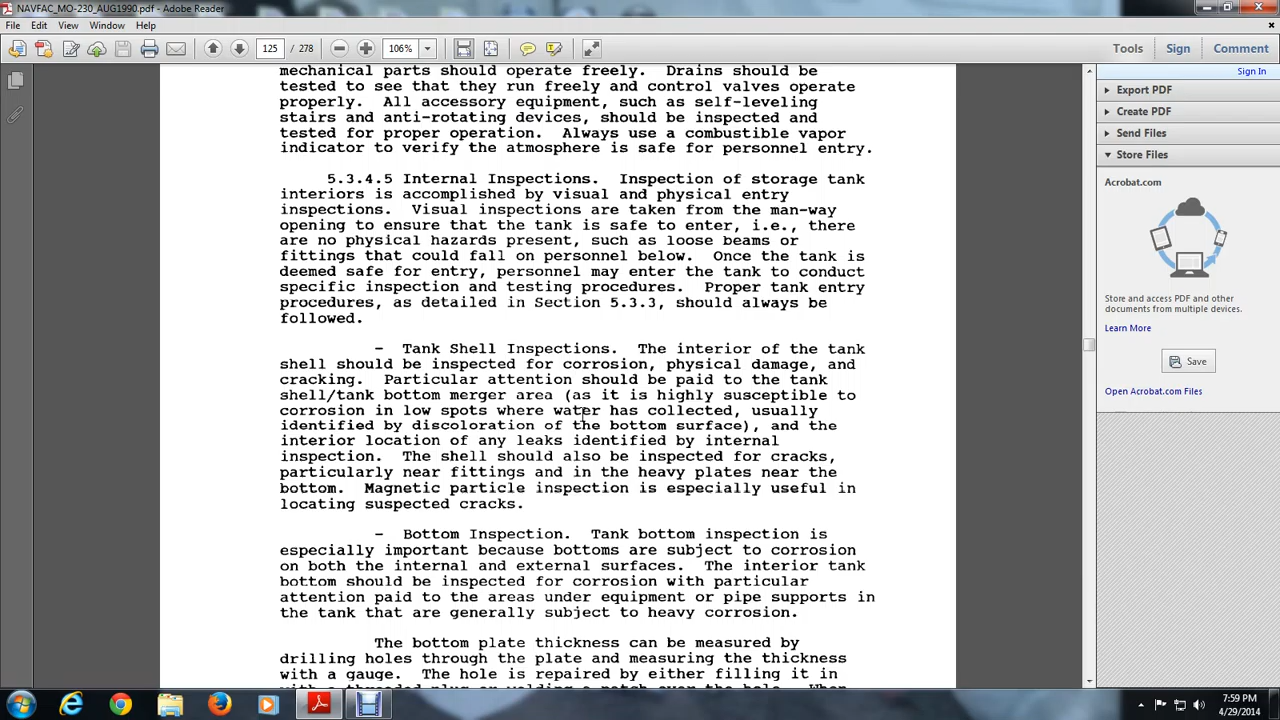 NAVFAC_MO-230_AUG1990.pdf - Adobe Reader
File Edit View Window Help
125 / 278 106% Tools Sign Comment
Sign In
mechanical parts should operate freely. Drains should be
tested to see that they run freely and control valves operate
properly. All accessory equipment, such as self-leveling
stairs and anti-rotating devices, should be inspected and
tested for proper operation. Always use a combustible vapor
indicator to verify the atmosphere is safe for personnel entry.
5.3.4.5 Internal Inspections. Inspection of storage tank
interiors is accomplished by visual and physical entry
inspections. Visual inspections are taken from the man-way
opening to ensure that the tank is safe to enter, i.e., there
are no physical hazards present, such as loose beams or
fittings that could fall on personnel below. Once the tank is
deemed safe for entry, personnel may enter the tank to conduct
specific inspection and testing procedures. Proper tank entry
procedures, as detailed in Section 5.3.3, should always be
followed.
- Tank Shell Inspections. The interior of the tank
shell should be inspected for corrosion, physical damage, and
cracking. Particular attention should be paid to the tank
shell/tank bottom merger area (as it is highly susceptible to
corrosion in low spots where water has collected, usually
identified by discoloration of the bottom surface), and the
interior location of any leaks identified by internal
inspection. The shell should also be inspected for cracks,
particularly near fittings and in the heavy plates near the
bottom. Magnetic particle inspection is especially useful in
locating suspected cracks.
- Bottom Inspection. Tank bottom inspection is
especially important because bottoms are subject to corrosion
on both the internal and external surfaces. The interior tank
bottom should be inspected for corrosion with particular
attention paid to the areas under equipment or pipe supports in
the tank that are generally subject to heavy corrosion.
The bottom plate thickness can be measured by
drilling holes through the plate and measuring the thickness
with a gauge. The hole is repaired by either filling it in
Export PDF
Create PDF
Send Files
Store Files
Acrobat.com
Store and access PDF and other
documents from multiple devices.
Learn More
Save
Open Acrobat.com Files
7:59 PM
4/29/2014